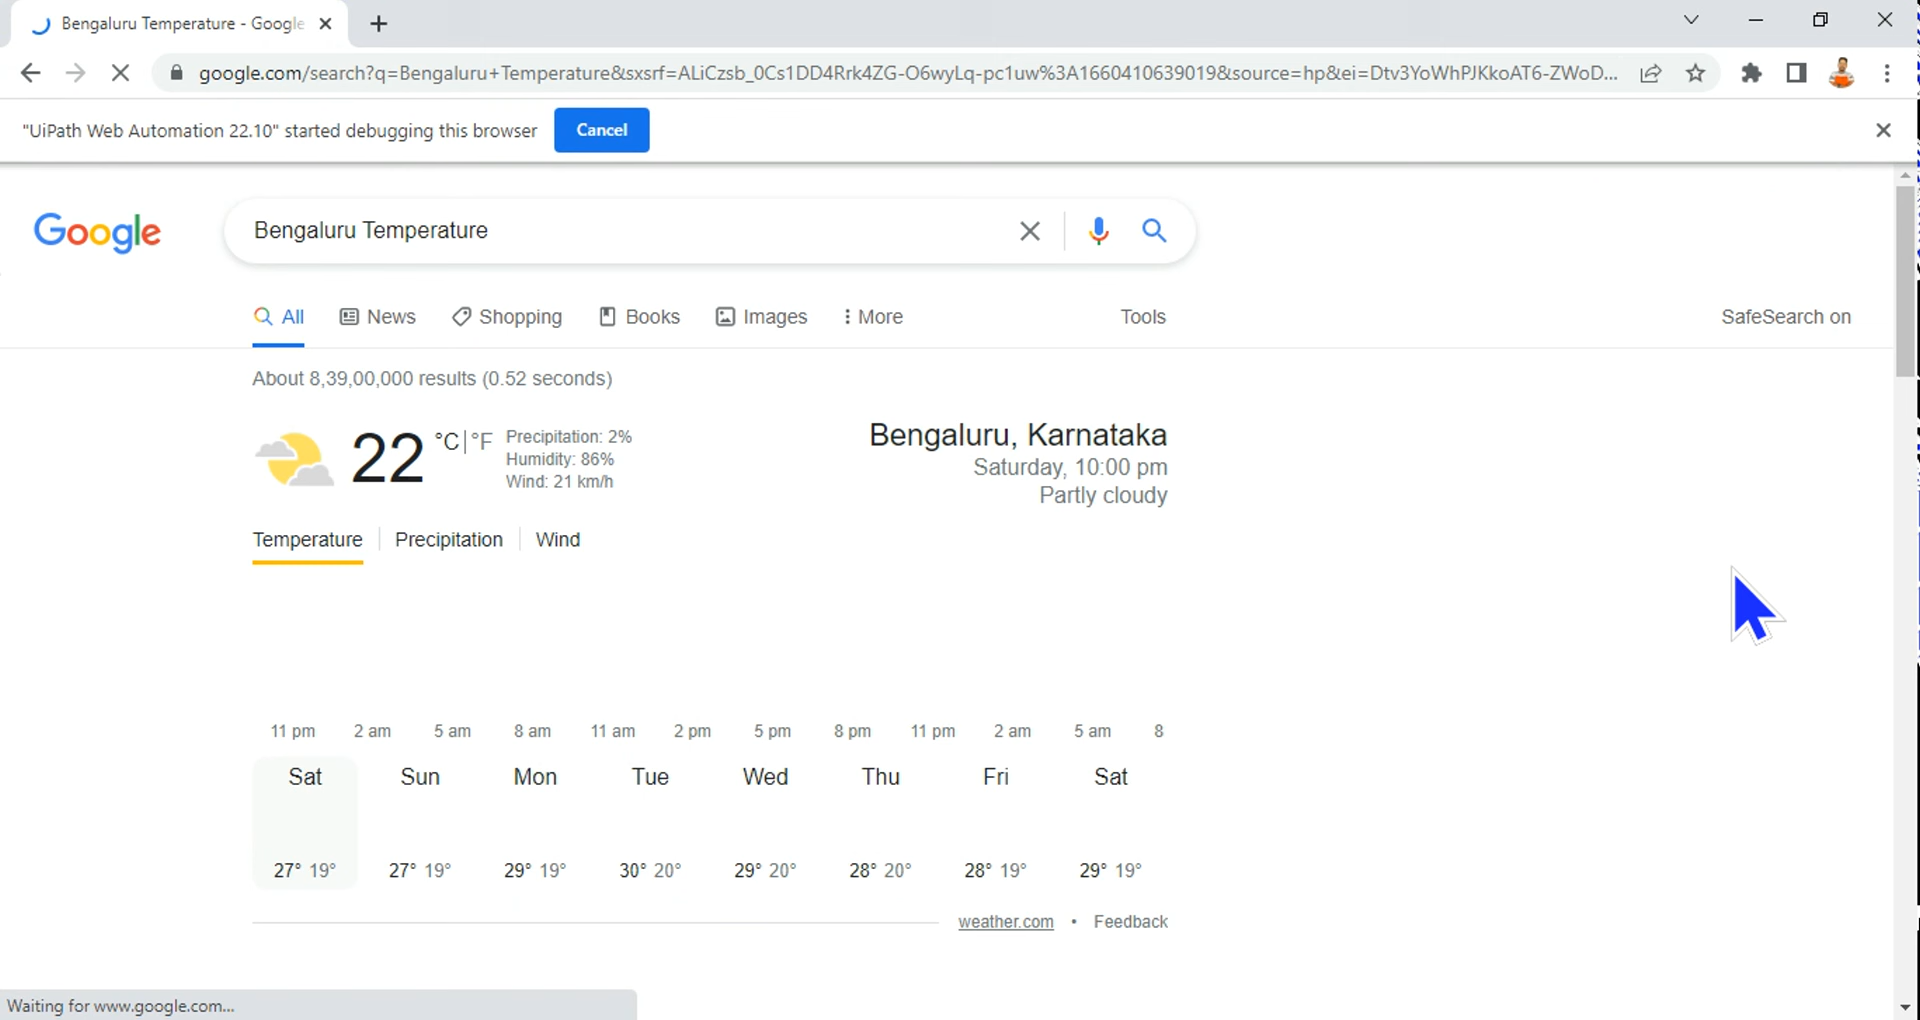 Bengaluru Temperature - Google
google.com/search?q=Bengaluru+Temperature&sxsrf=ALiCzsb_0Cs1DD4Rrk4ZG-O6wyLq-pc1uw%3A1660410639019&source=hp&ei=Dtv3YoWhPJKkoAT6-ZWoD...
"UiPath Web Automation 22.10" started debugging this browser Cancel
Google Bengaluru Temperature
All News Shopping Books Images More Tools SafeSearch on
About 8,39,00,000 results (0.52 seconds)
22 °C | °F
Precipitation: 2%
Humidity: 86%
Wind: 21 km/h
Bengaluru, Karnataka
Saturday, 10:00 pm
Partly cloudy
Temperature Precipitation Wind
11 pm 2 am 5 am 8 am 11 am 2 pm 5 pm 8 pm 11 pm 2 am 5 am 8
Sat Sun Mon Tue Wed Thu Fri Sat
27° 19° 27° 19° 29° 19° 30° 20° 29° 20° 28° 20° 28° 19° 29° 19°
weather.com • Feedback
Waiting for www.google.com...